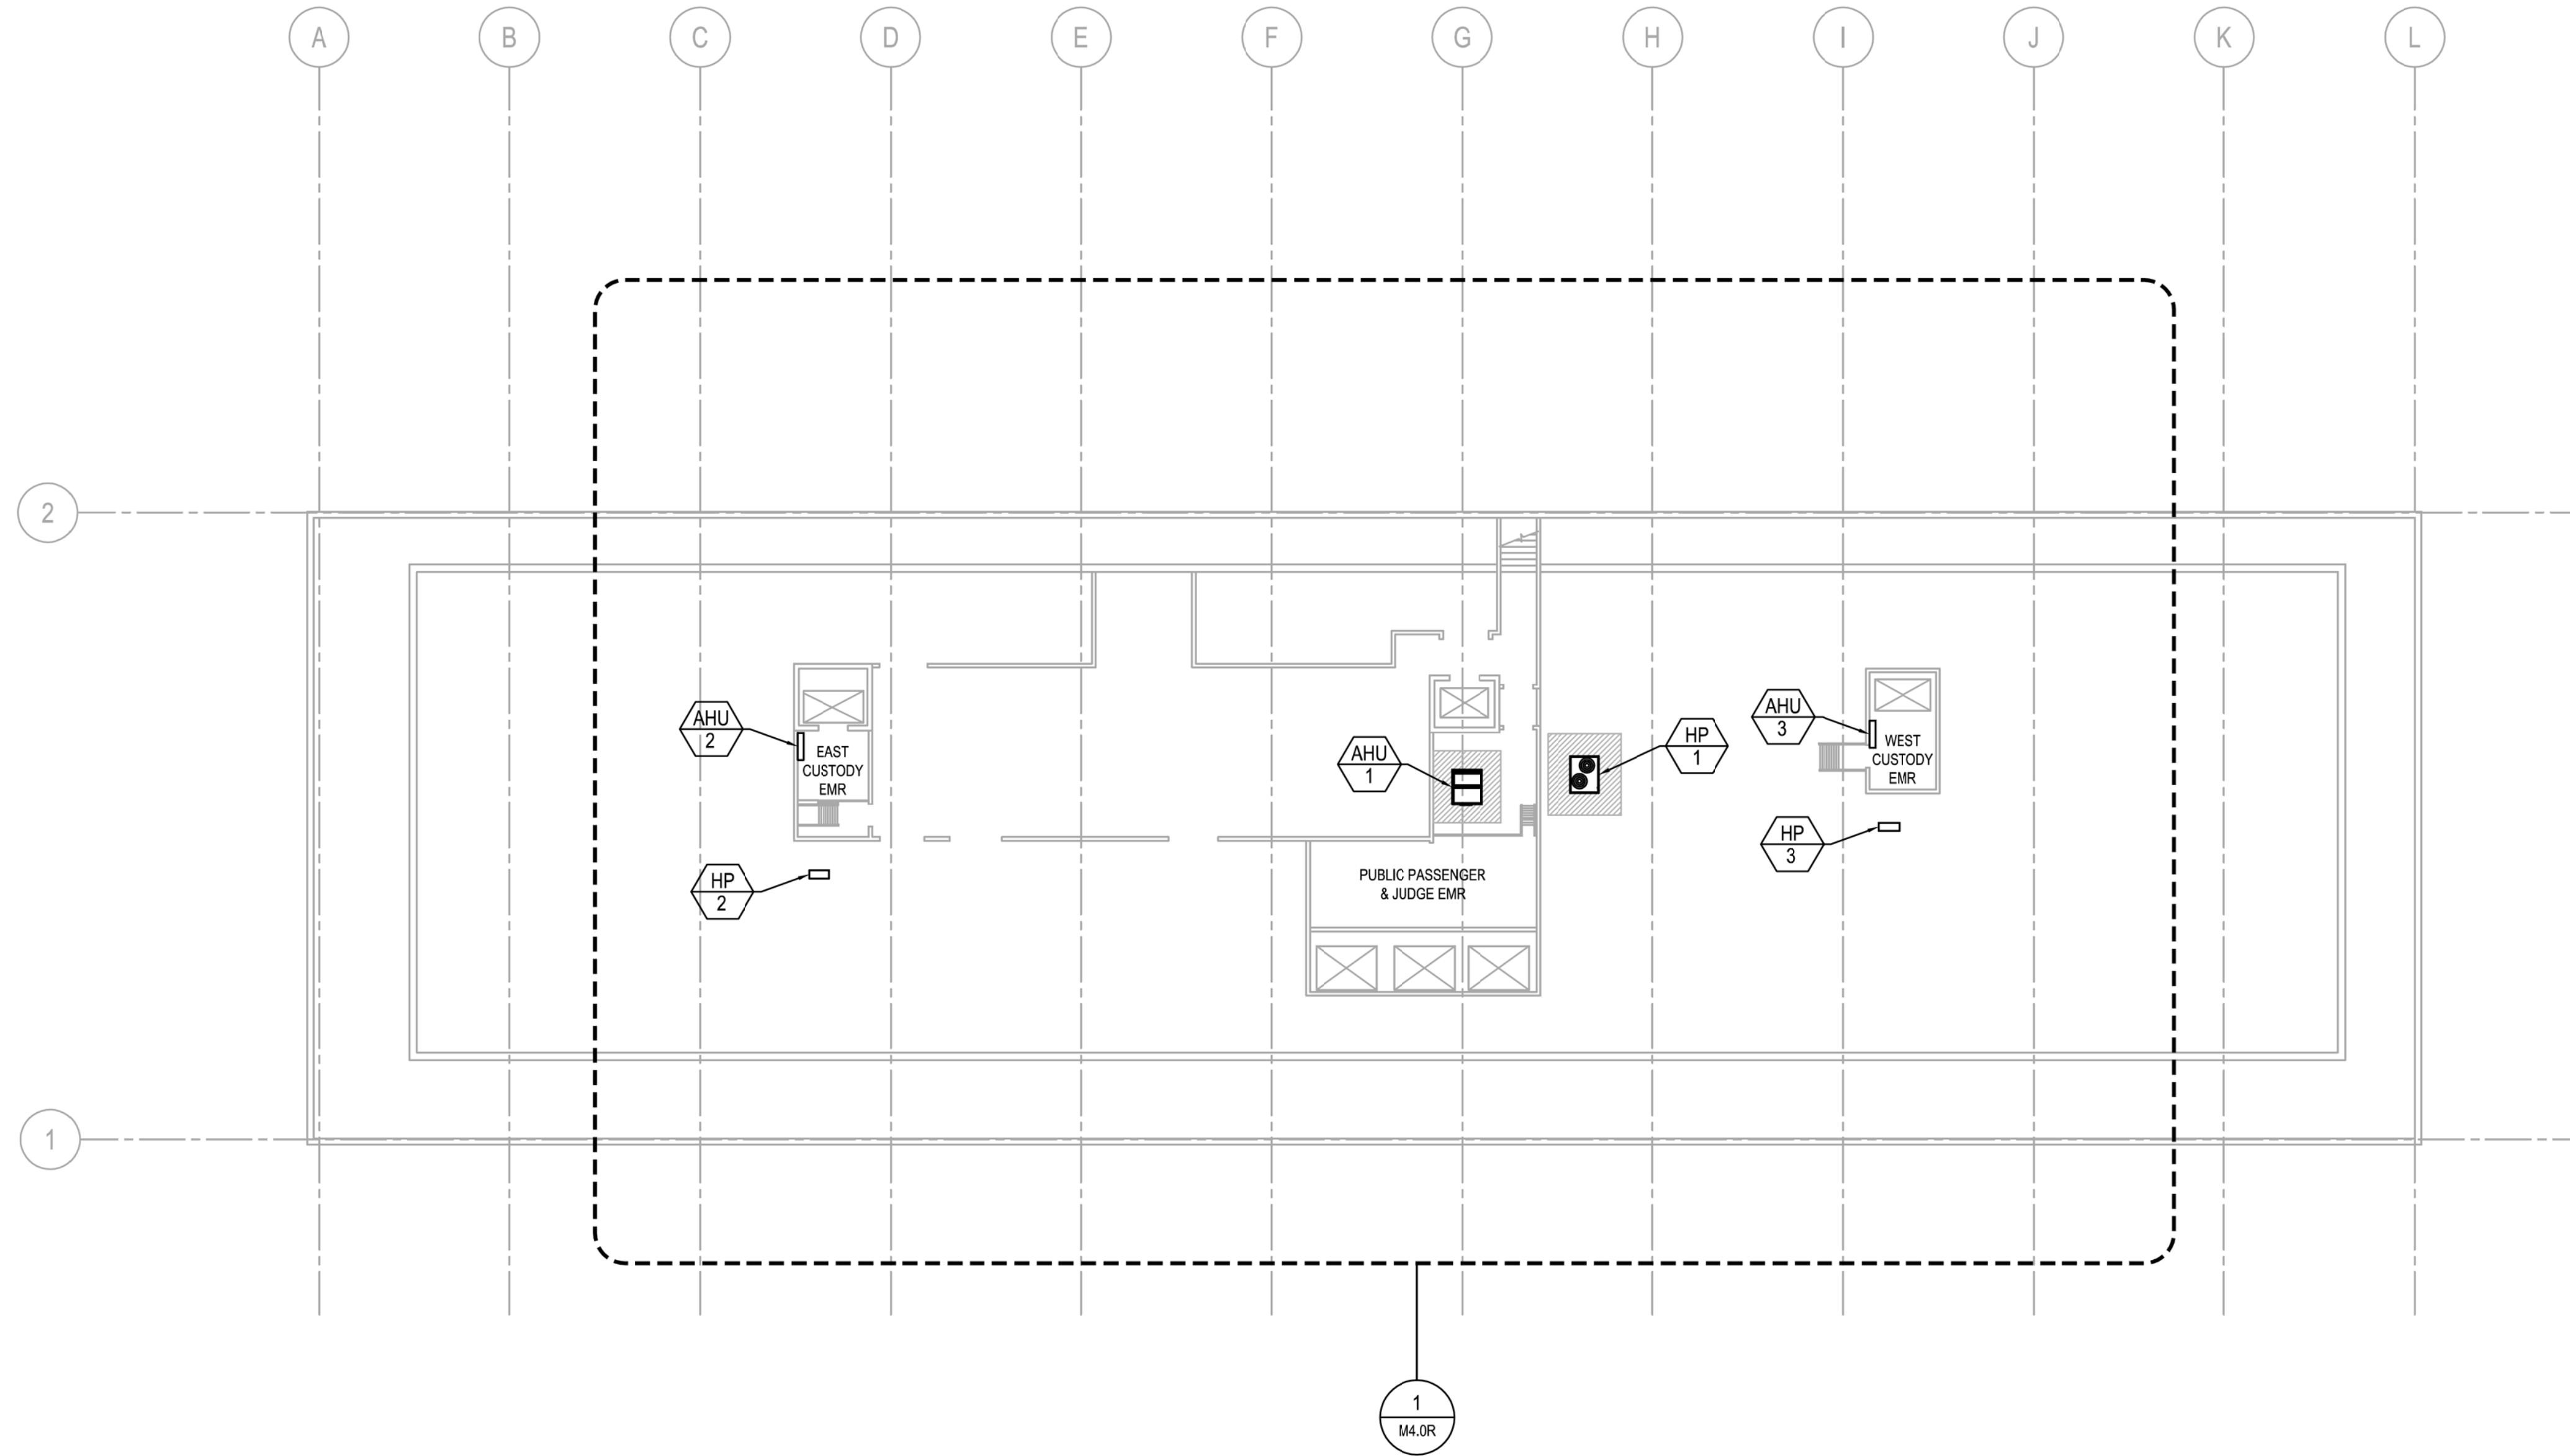 A B C D E F G H I J K L
2
AHU
2
EAST
CUSTODY
EMR
HP
2
AHU
1
HP
1
PUBLIC PASSENGER
& JUDGE EMR
AHU
3
WEST
CUSTODY
EMR
HP
3
1
1
M4.0R